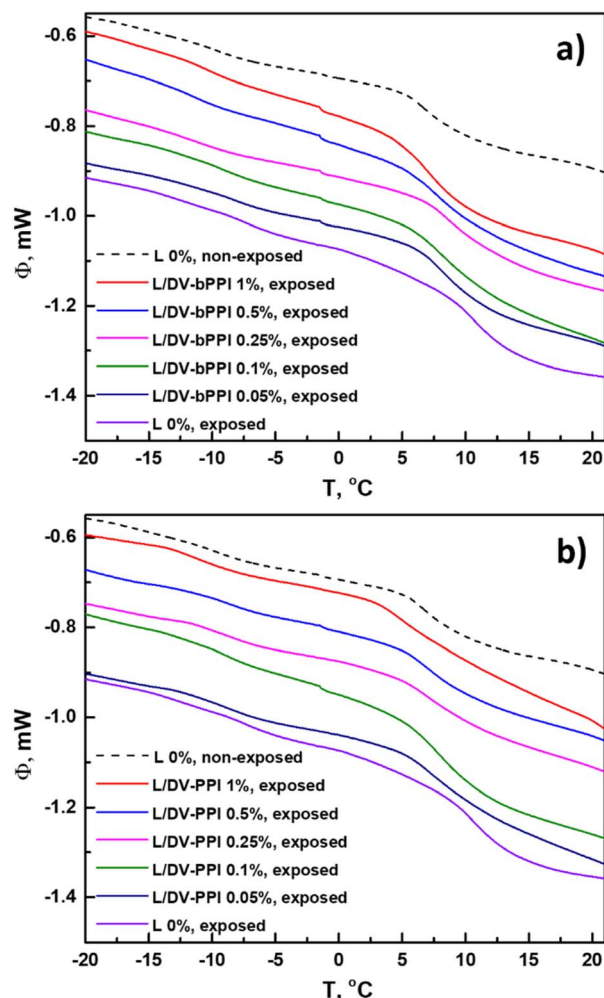 a)
-0.6
-0.8
-1.0
-1.2
-1.4
Φ, mW
L 0%, non-exposed
L/DV-bPPI 1%, exposed
L/DV-bPPI 0.5%, exposed
L/DV-bPPI 0.25%, exposed
L/DV-bPPI 0.1%, exposed
L/DV-bPPI 0.05%, exposed
L 0%, exposed
-20 -15 -10 -5 0 5 10 15 20
T, °C
b)
-0.6
-0.8
-1.0
-1.2
-1.4
Φ, mW
L 0%, non-exposed
L/DV-PPI 1%, exposed
L/DV-PPI 0.5%, exposed
L/DV-PPI 0.25%, exposed
L/DV-PPI 0.1%, exposed
L/DV-PPI 0.05%, exposed
L 0%, exposed
-20 -15 -10 -5 0 5 10 15 20
T, °C